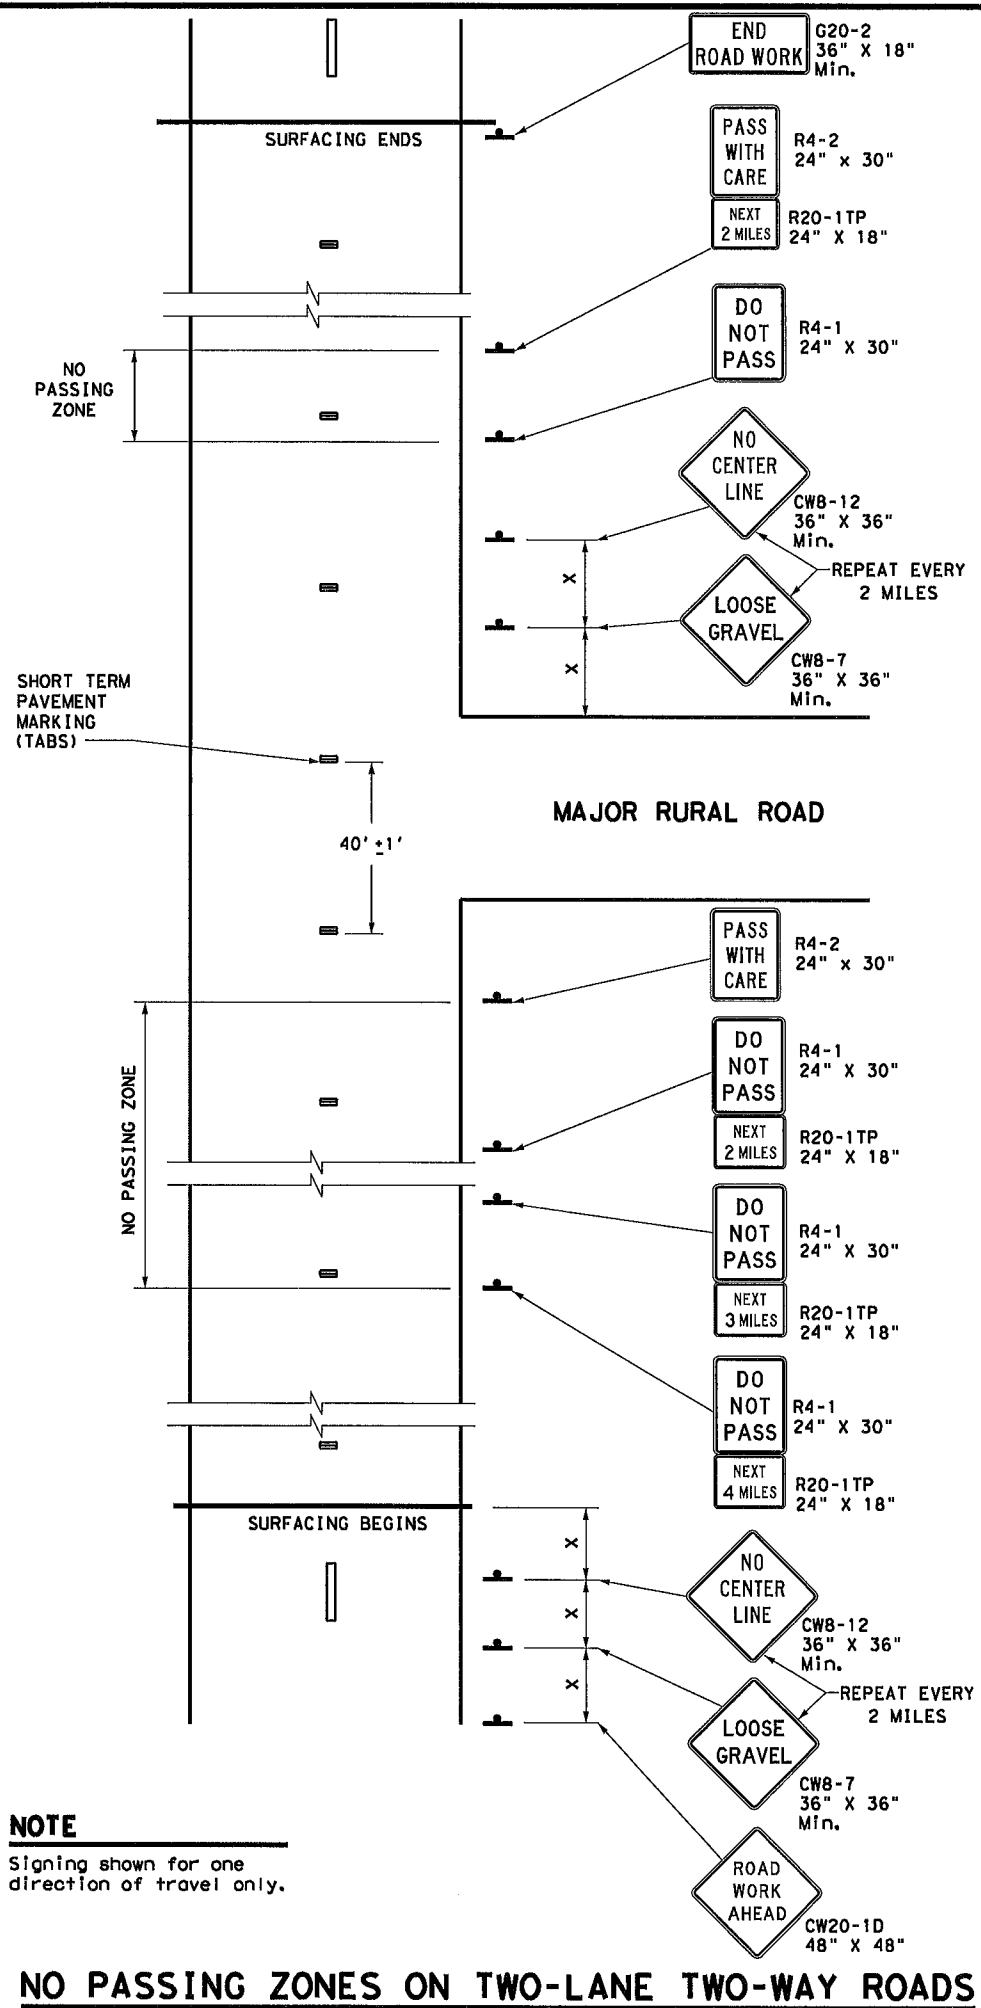 END
ROAD WORK
G20-2
36" X 18"
Min.
SURFACING ENDS
PASS
WITH
CARE
R4-2
24" x 30"
NEXT
2 MILES
R20-1TP
24" X 18"
DO
NOT
PASS
R4-1
24" X 30"
NO
PASSING
ZONE
NO
CENTER
LINE
CW8-12
36" X 36"
Min.
REPEAT EVERY
2 MILES
X
LOOSE
GRAVEL
CW8-7
36" X 36"
Min.
X
SHORT TERM
PAVEMENT
MARKING
(TABS)
MAJOR RURAL ROAD
40' ±1'
PASS
WITH
CARE
R4-2
24" x 30"
DO
NOT
PASS
R4-1
24" X 30"
NEXT
2 MILES
R20-1TP
24" X 18"
NO PASSING ZONE
DO
NOT
PASS
R4-1
24" X 30"
NEXT
3 MILES
R20-1TP
24" X 18"
DO
NOT
PASS
R4-1
24" X 30"
NEXT
4 MILES
R20-1TP
24" X 18"
SURFACING BEGINS
X
NO
CENTER
LINE
CW8-12
36" X 36"
Min.
X
REPEAT EVERY
2 MILES
X
LOOSE
GRAVEL
CW8-7
36" X 36"
Min.
ROAD
WORK
AHEAD
CW20-1D
48" X 48"
NOTE
Signing shown for one
direction of travel only.
NO PASSING ZONES ON TWO-LANE TWO-WAY ROADS